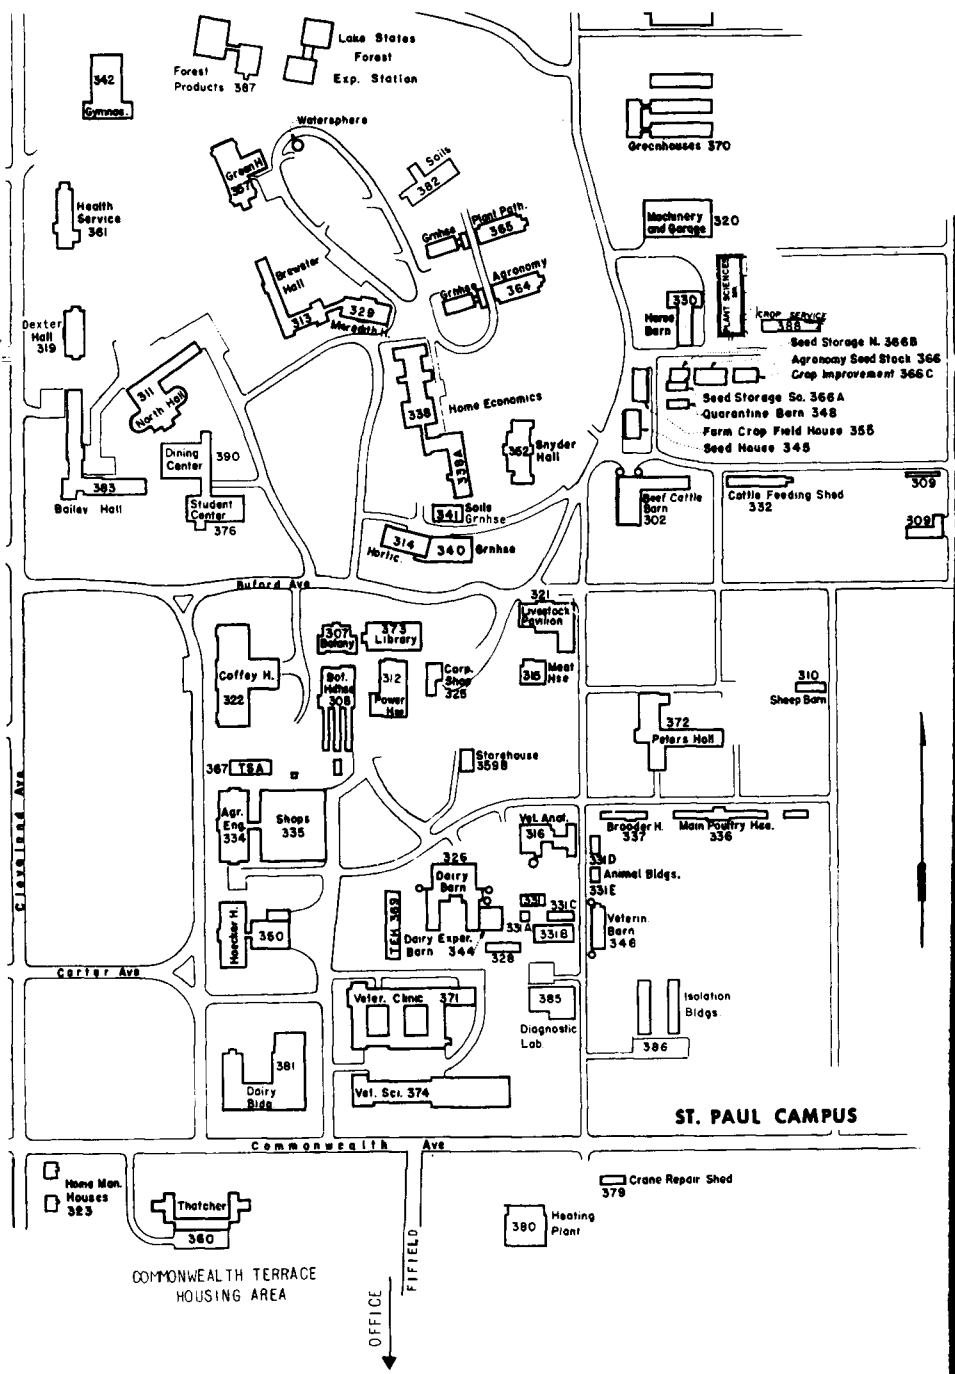 Lake States
Forest
Exp. Station
Forest
Products 387
342
Gymnas.
Watersphere
Green H.
367
Soils
382
Greenhouses 370
Health
Service
361
Grnhse
Plant Path.
365
Machinery
and Garage
320
Brewster
Hall
313
329
Meredith H.
Grnhse
Agronomy
364
330
Horse
Barn
PLANT SCIENCES
CROP SERVICE
388
Dexter
Hall
319
Seed Storage N. 366B
Agronomy Seed Stock 366
Crop Improvement 366C
Seed Storage So. 366A
Quarantine Barn 348
Farm Crop Field House 355
Seed House 345
311
North Hall
338
Home Economics
338A
352
Snyder
Hall
Dining
Center
390
383
Bailey Hall
Student
Center
376
341
Soils
Grnhse
314
Hortic.
340
Grnhse
Beef Cattle
Barn
302
Cattle Feeding Shed
332
309
309
Buford Ave
321
Livestock
Pavilion
307
Botany
373
Library
Coffey H.
322
Bot.
308
312
Power
Hse
Carp.
Shop
325
315
Meat
Hse
310
Sheep Barn
372
Peters Hall
Storehouse
359B
367
TSA
Cleveland Ave
Agr.
Eng.
334
Shops
335
Vet. Anat.
316
Brooder H.
337
Main Poultry Hse.
336
331D
Animal Bldgs.
331E
326
Dairy
Barn
331
331C
331A
331B
Dairy Exper.
Barn 344
328
Veterin.
Barn
346
Haecker H.
350
Carter Ave
Veter. Clinic 371
385
Diagnostic
Lab.
Isolation
Bldgs.
386
381
Dairy
Bldg
Vet. Sci. 374
ST. PAUL CAMPUS
Commonwealth Ave
Home Man.
Houses
323
Thatcher
360
Crane Repair Shed
379
380
Heating
Plant
FIFIELD
COMMONWEALTH TERRACE
HOUSING AREA
OFFICE